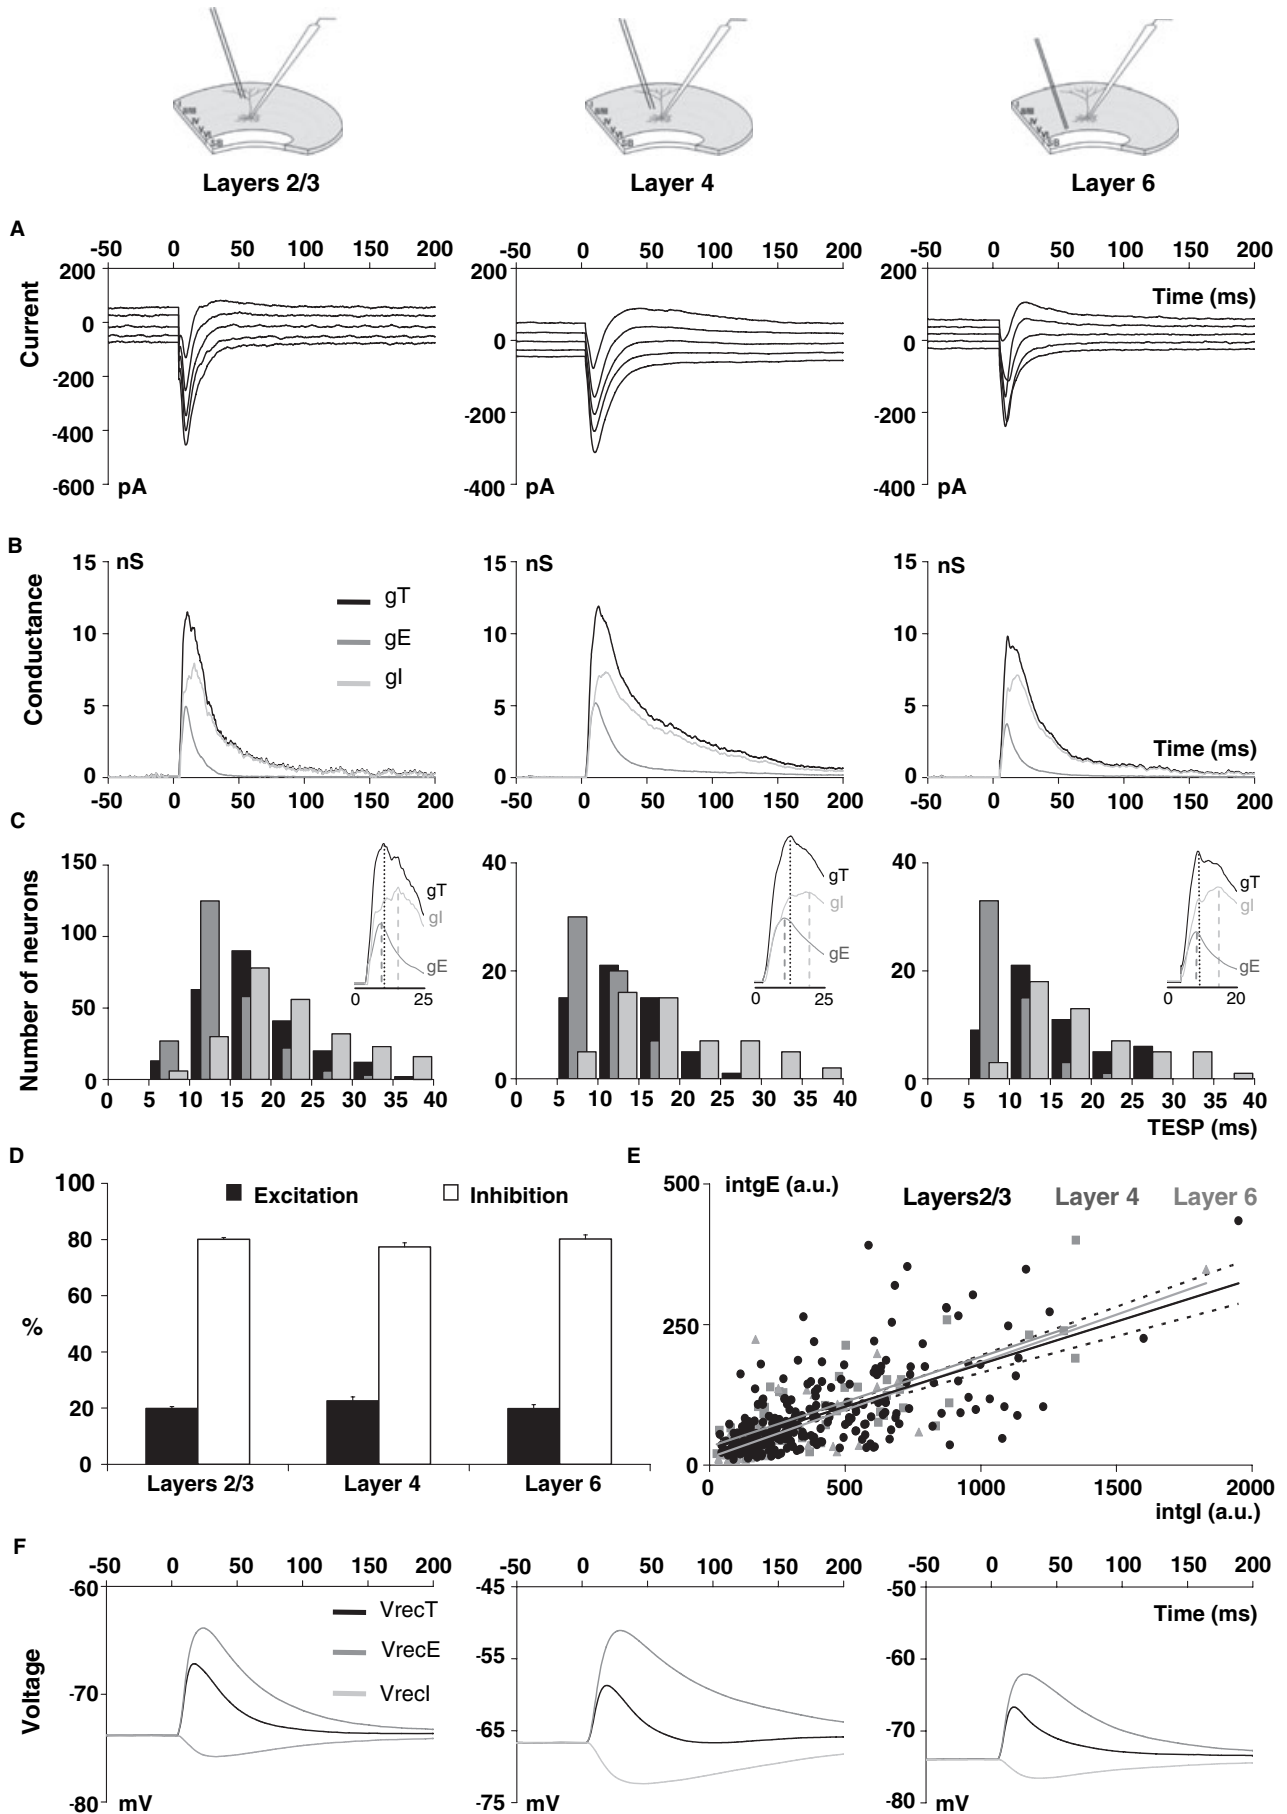 Layers 2/3 Layer 4 Layer 6
A
-50 0 50 100 150 200 -50 0 50 100 150 200 -50 0 50 100 150 200
Current
200 0 -200 -400 -600 pA
200 0 -200 -400 pA
200 0 -200 -400 pA
Time (ms)
B
Conductance
15 10 5 0 nS
gT
gE
gI
15 10 5 0 nS
15 10 5 0 nS
Time (ms)
-50 0 50 100 150 200 -50 0 50 100 150 200 -50 0 50 100 150 200
C
Number of neurons
150 100 50 0
gT
gI
gE
0 25
40 20 0
gT
gI
gE
0 25
40 20 0
gT
gI
gE
0 20
0 5 10 15 20 25 30 35 40 0 5 10 15 20 25 30 35 40 0 5 10 15 20 25 30 35 40
TESP (ms)
D
%
100 80 60 40 20 0
Excitation Inhibition
Layers 2/3 Layer 4 Layer 6
E
500 250 0
intgE (a.u.)
Layers2/3 Layer 4 Layer 6
0 500 1000 1500 2000
intgI (a.u.)
F
-50 0 50 100 150 200 -50 0 50 100 150 200 -50 0 50 100 150 200
Voltage
-60 -70 -80 mV
VrecT
VrecE
VrecI
-45 -55 -65 -75 mV
-50 -60 -70 -80 mV
Time (ms)